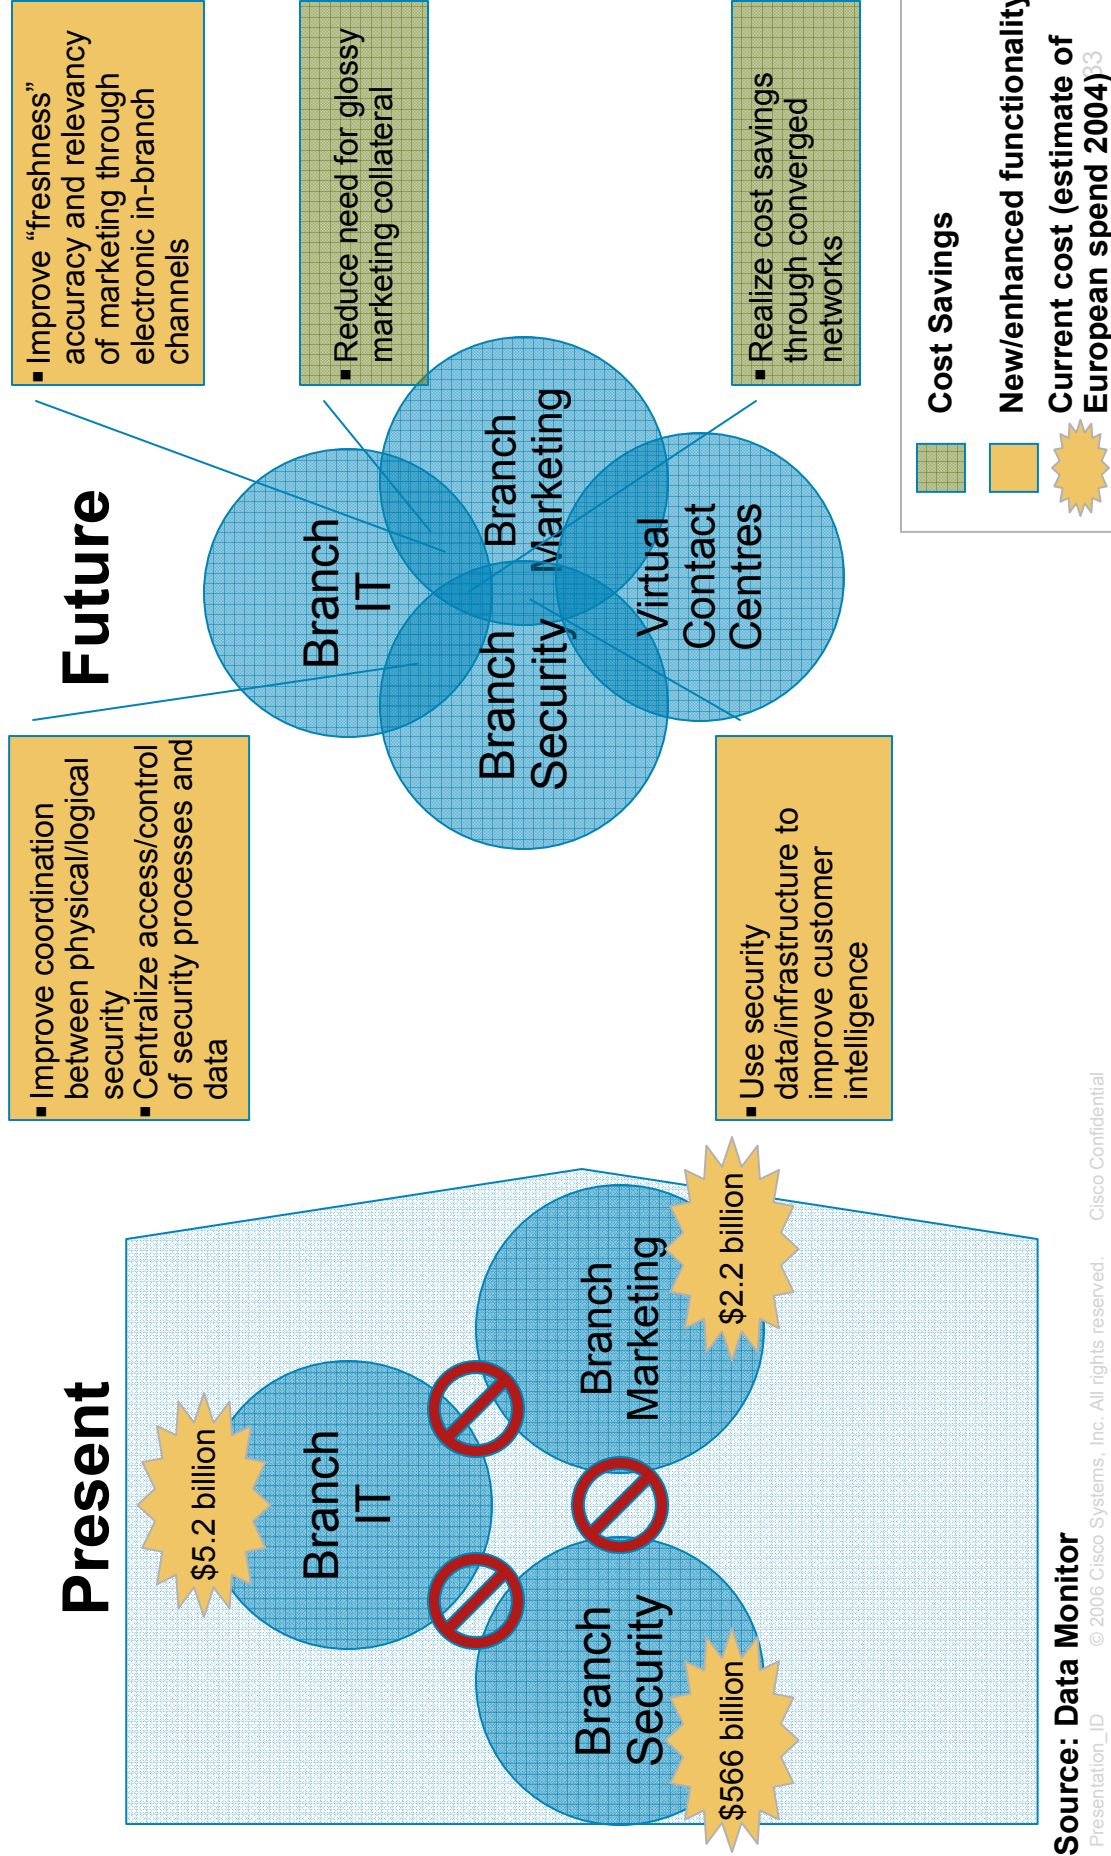 Present
$5.2 billion
Branch
IT
Branch
Security
$566 billion
Branch
Marketing
$2.2 billion
Future
▪ Improve coordination
between physical/logical
security
▪ Centralize access/control
of security processes and
data
▪ Improve “freshness”
accuracy and relevancy
of marketing through
electronic in-branch
channels
▪ Reduce need for glossy
marketing collateral
Branch
IT
Branch
Security
Branch
Marketing
Virtual
Contact
Centres
▪ Use security
data/infrastructure to
improve customer
intelligence
▪ Realize cost savings
through converged
networks
Cost Savings
New/enhanced functionality
Current cost (estimate of
European spend 2004)
Source: Data Monitor
Presentation_ID © 2006 Cisco Systems, Inc. All rights reserved. Cisco Confidential
33